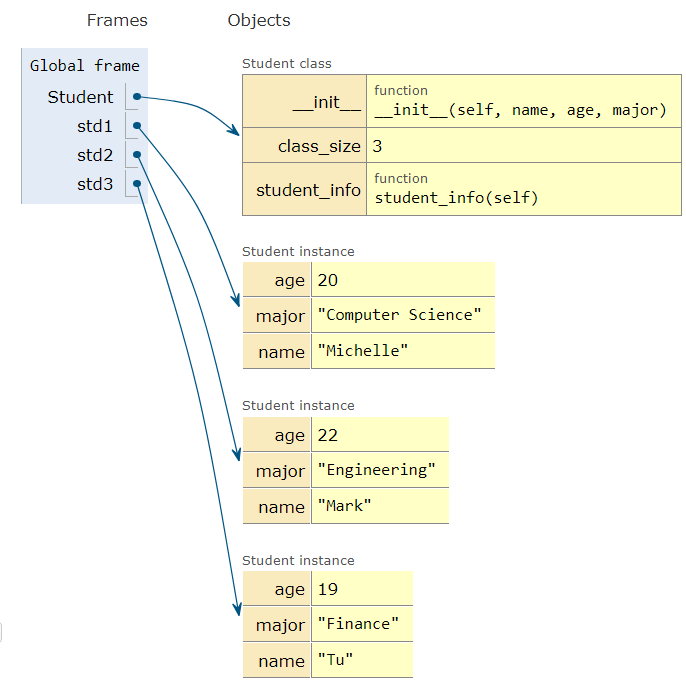 Frames Objects
Global frame
Student
std1
std2
std3
Student class
__init__ function
__init__(self, name, age, major)
class_size 3
student_info function
student_info(self)
Student instance
age 20
major "Computer Science"
name "Michelle"
Student instance
age 22
major "Engineering"
name "Mark"
Student instance
age 19
major "Finance"
name "Tu"